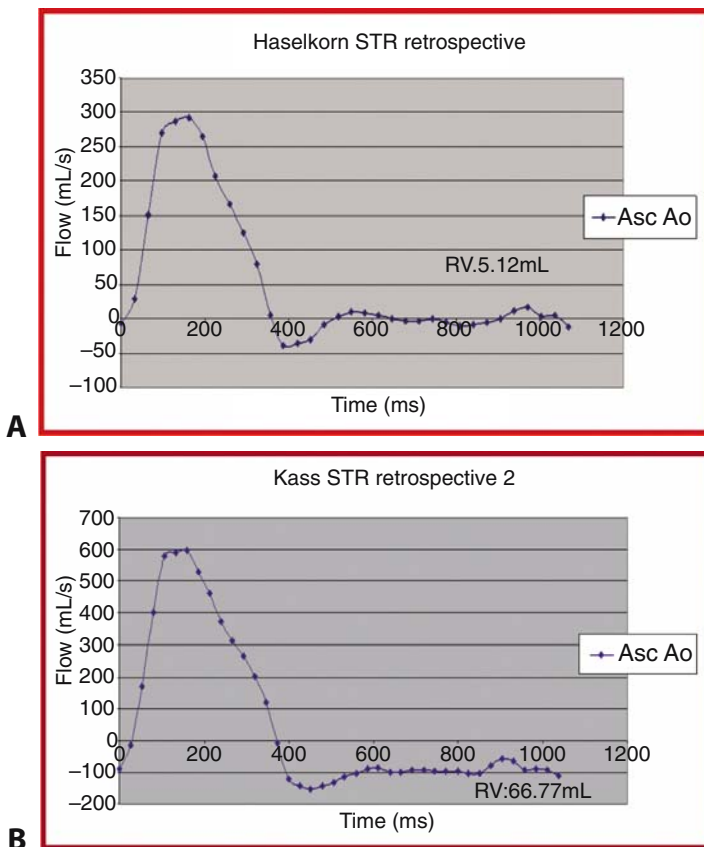 Haselkorn STR retrospective
350
300
250
200
150
100
50
0
−50
−100
Flow (mL/s)
0 200 400 600 800 1000 1200
Time (ms)
RV.5.12mL
Asc Ao
A
Kass STR retrospective 2
700
600
500
400
300
200
100
0
−100
−200
Flow (mL/s)
0 200 400 600 800 1000 1200
Time (ms)
RV:66.77mL
Asc Ao
B